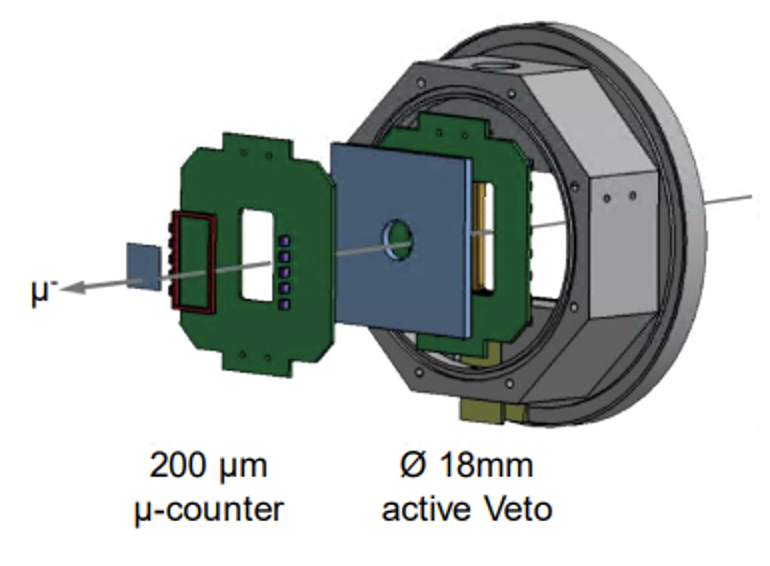 μ-
200 μm
μ-counter
Ø 18mm
active Veto